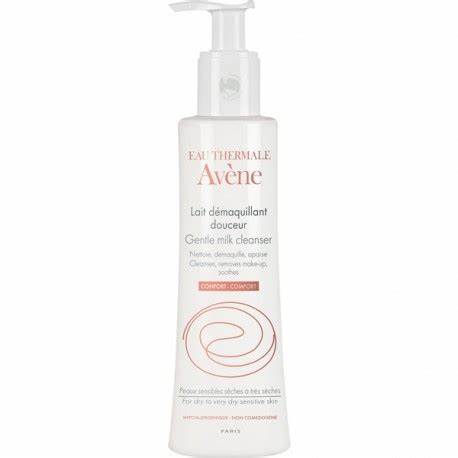 EAU THERMALE
Avène
Lait démaquillant
douceur
Gentle milk cleanser
Nettoie, démaquille, apaise
Cleanses, removes make-up,
soothes
CONFORT - COMFORT
Peaux sensibles sèches à très sèches
For dry to very dry sensitive skin
HYPOALLERGÉNIQUE - NON COMÉDOGÈNE
PARIS